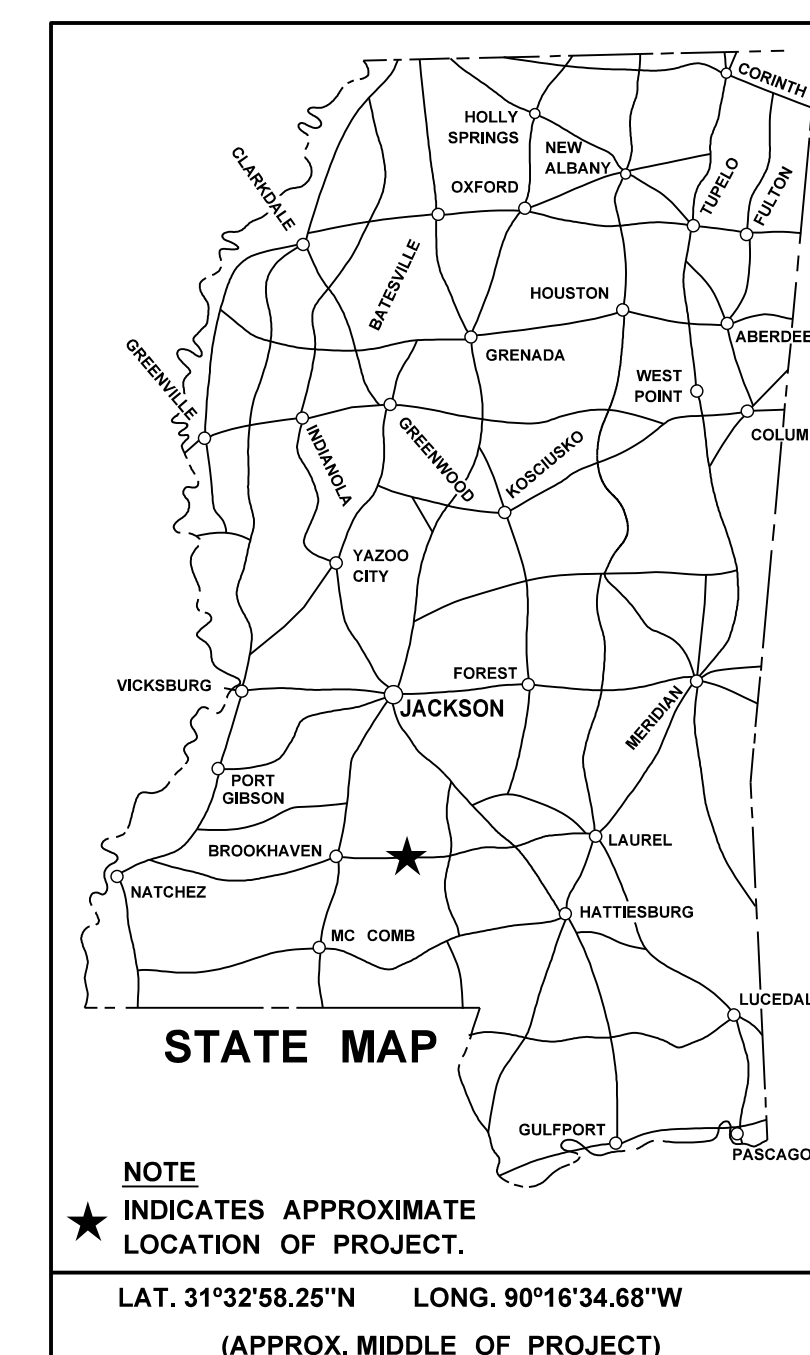 CORINTH
HOLLY
SPRINGS
NEW
ALBANY
CLARKDALE
OXFORD
TUPELO
FULTON
BATESVILLE
HOUSTON
ABERDEE
GREENVILLE
GRENADA
WEST
POINT
COLUM
INDIANOLA
GREENWOOD
KOSCIUSKO
YAZOO
CITY
VICKSBURG
FOREST
JACKSON
MERIDIAN
PORT
GIBSON
BROOKHAVEN
LAUREL
NATCHEZ
HATTIESBURG
MC COMB
LUCEDAL
STATE MAP
GULFPORT
PASCAGO
NOTE
INDICATES APPROXIMATE
LOCATION OF PROJECT.
LAT. 31º32'58.25"N LONG. 90º16'34.68"W
(APPROX. MIDDLE OF PROJECT)